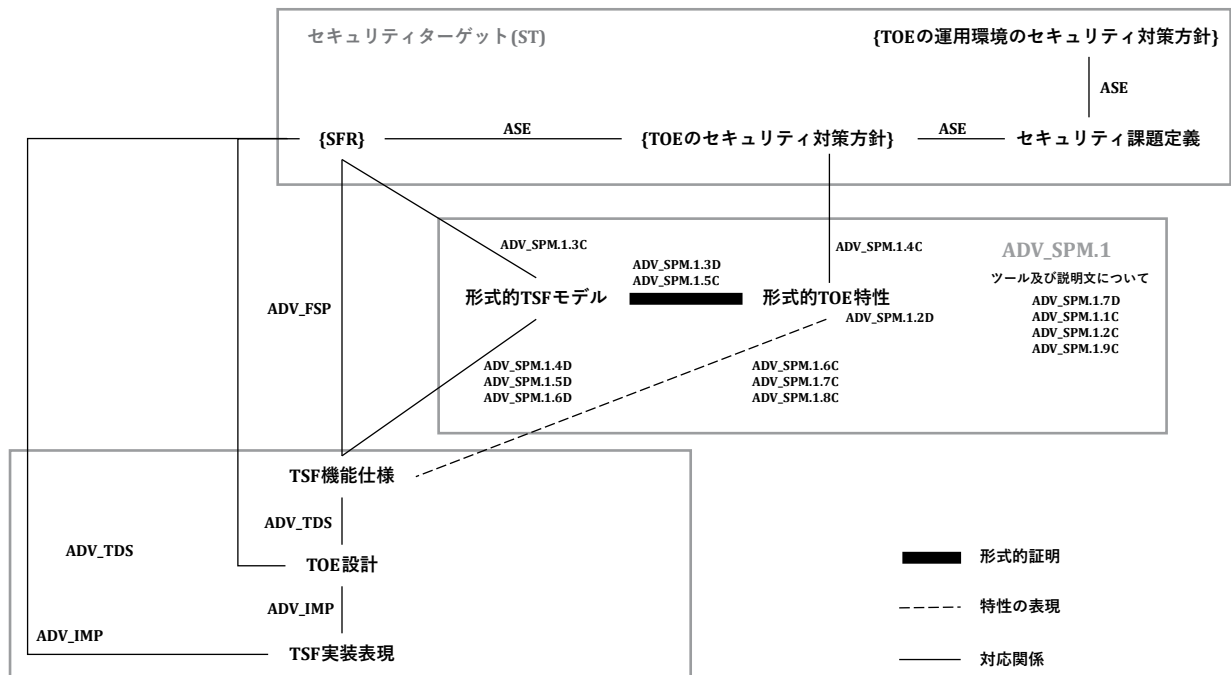 セキュリティターゲット(ST)
{TOEの運用環境のセキュリティ対策方針}
ASE
{SFR}
ASE
{TOEのセキュリティ対策方針}
ASE
セキュリティ課題定義
ADV_SPM.1.3C
ADV_SPM.1.4C
ADV_SPM.1
ADV_SPM.1.3D
ADV_SPM.1.5C
ツール及び説明文について
形式的TSFモデル
形式的TOE特性
ADV_SPM.1.7D
ADV_SPM.1.1C
ADV_SPM.1.2C
ADV_SPM.1.9C
ADV_FSP
ADV_SPM.1.2D
ADV_SPM.1.4D
ADV_SPM.1.5D
ADV_SPM.1.6D
ADV_SPM.1.6C
ADV_SPM.1.7C
ADV_SPM.1.8C
TSF機能仕様
ADV_TDS
ADV_TDS
TOE設計
ADV_IMP
ADV_IMP
TSF実装表現
形式的証明
特性の表現
対応関係